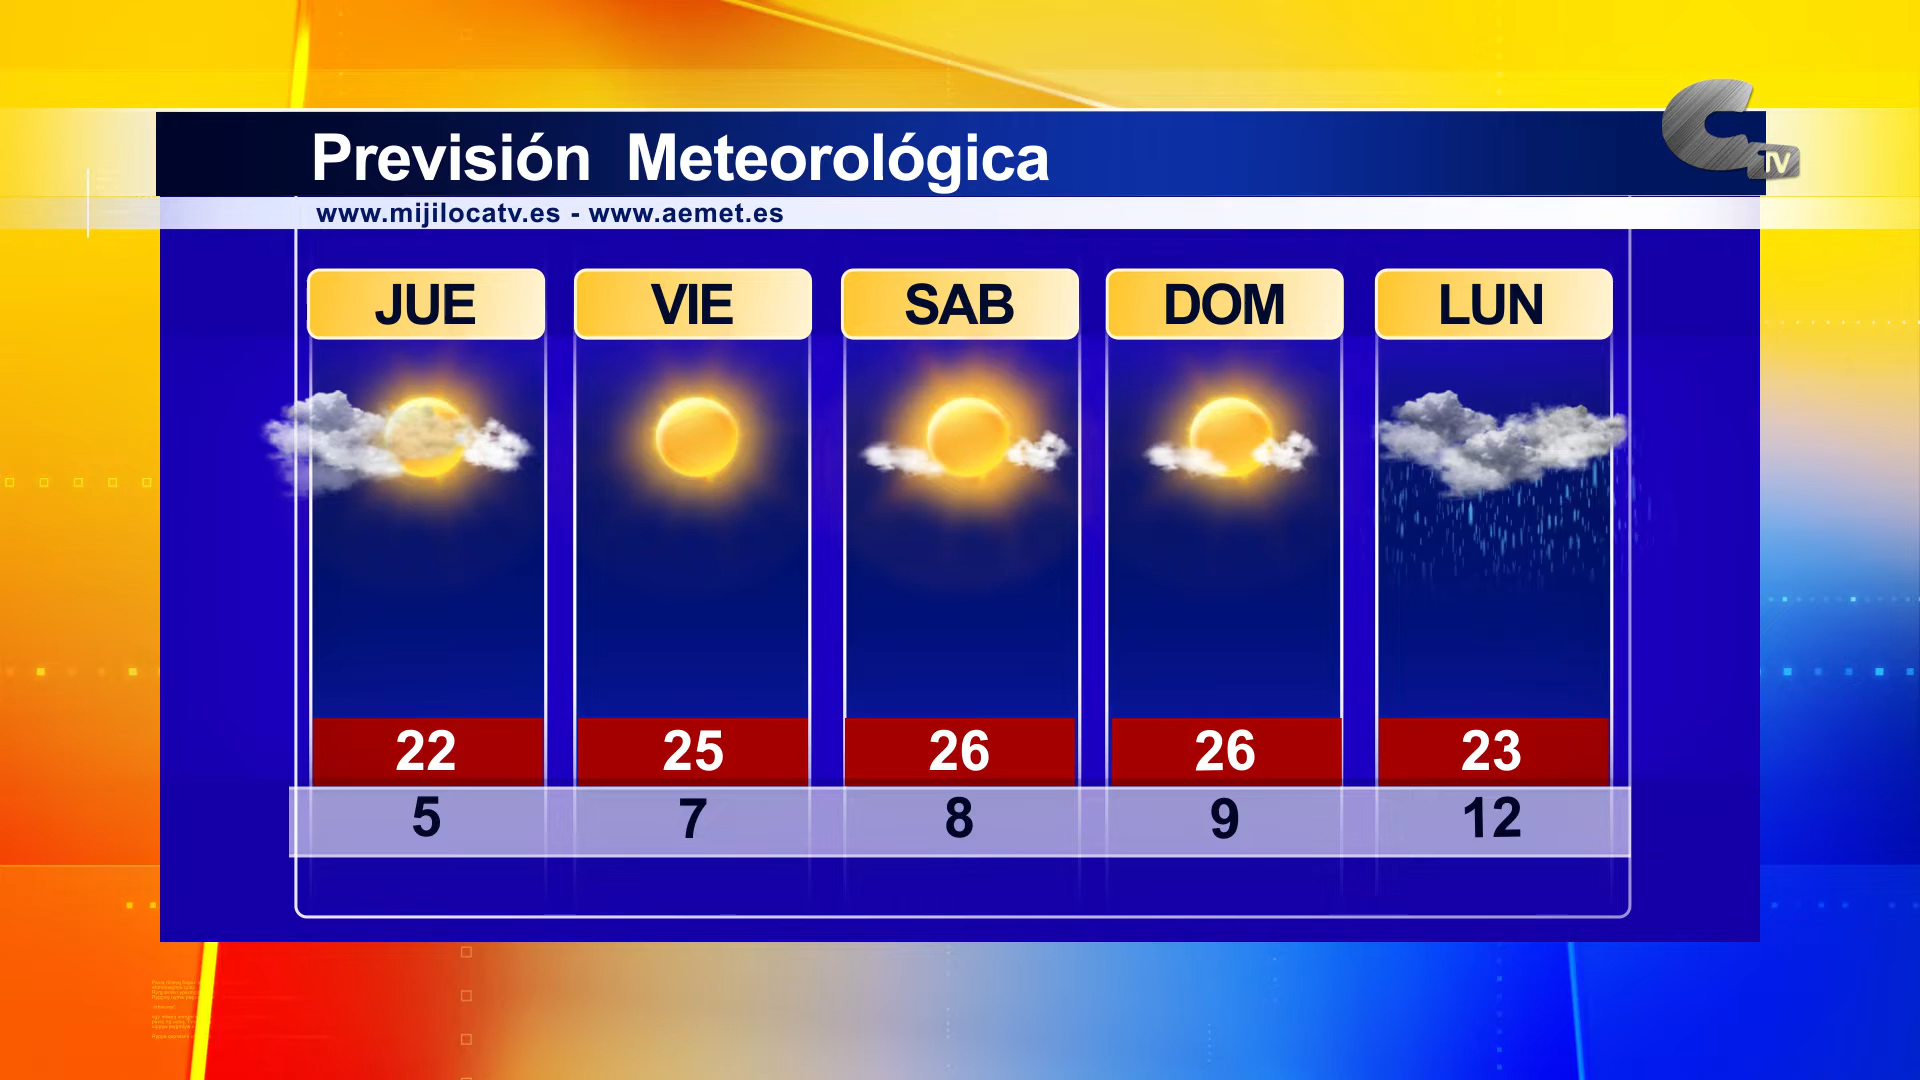 Previsión Meteorológica
TV
www.mijilocatv.es - www.aemet.es
JUE VIE SAB DOM LUN
22 25 26 26 23
5 7 8 9 12